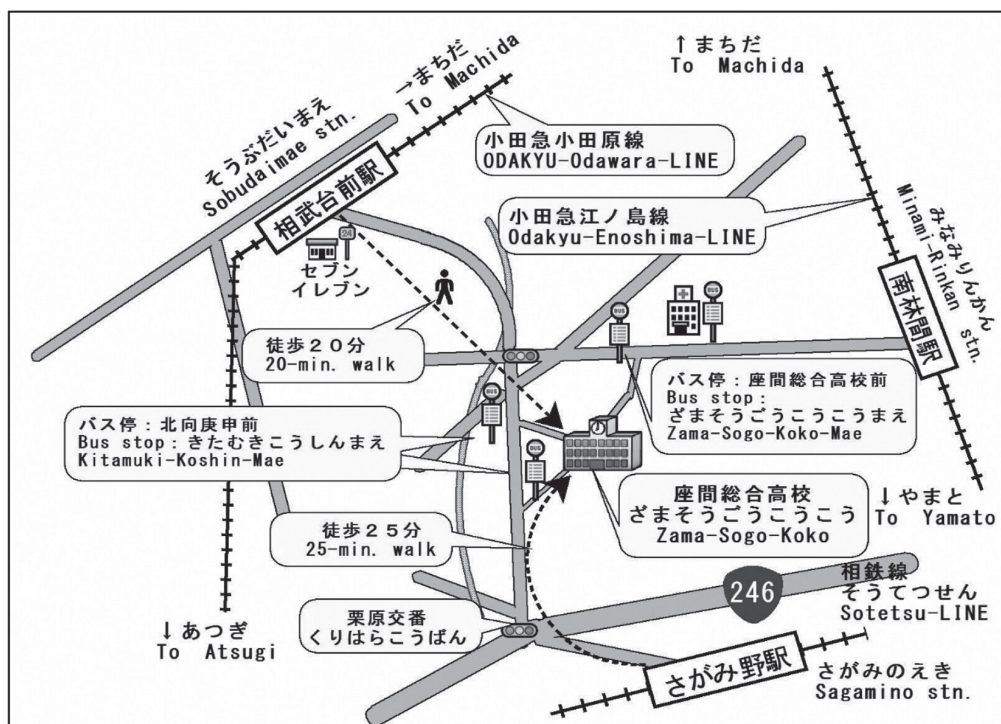 ↑まちだ
To Machida
→まちだ
To Machida
そうぶだいまえ
Sobudaimae stn.
相武台前駅
小田急小田原線
ODAKYU-Odawara-LINE
小田急江ノ島線
Odakyu-Enoshima-LINE
みなみりんかん
Minami-Rinkan stn.
南林間駅
24
セブン
イレブン
徒歩20分
20-min. walk
BUS
バス停：座間総合高校前
Bus stop：
ざまそうごうこうこうまえ
Zama-Sogo-Koko-Mae
BUS
BUS
バス停：北向庚申前
Bus stop：きたむきこうしんまえ
Kitamuki-Koshin-Mae
BUS
座間総合高校
ざまそうごうこうこう
Zama-Sogo-Koko
↓やまと
To Yamato
徒歩25分
25-min. walk
246
相鉄線
そうてつせん
Sotetsu-LINE
栗原交番
くりはらこうばん
↓あつぎ
To Atsugi
さがみ野駅
さがみのえき
Sagamino stn.